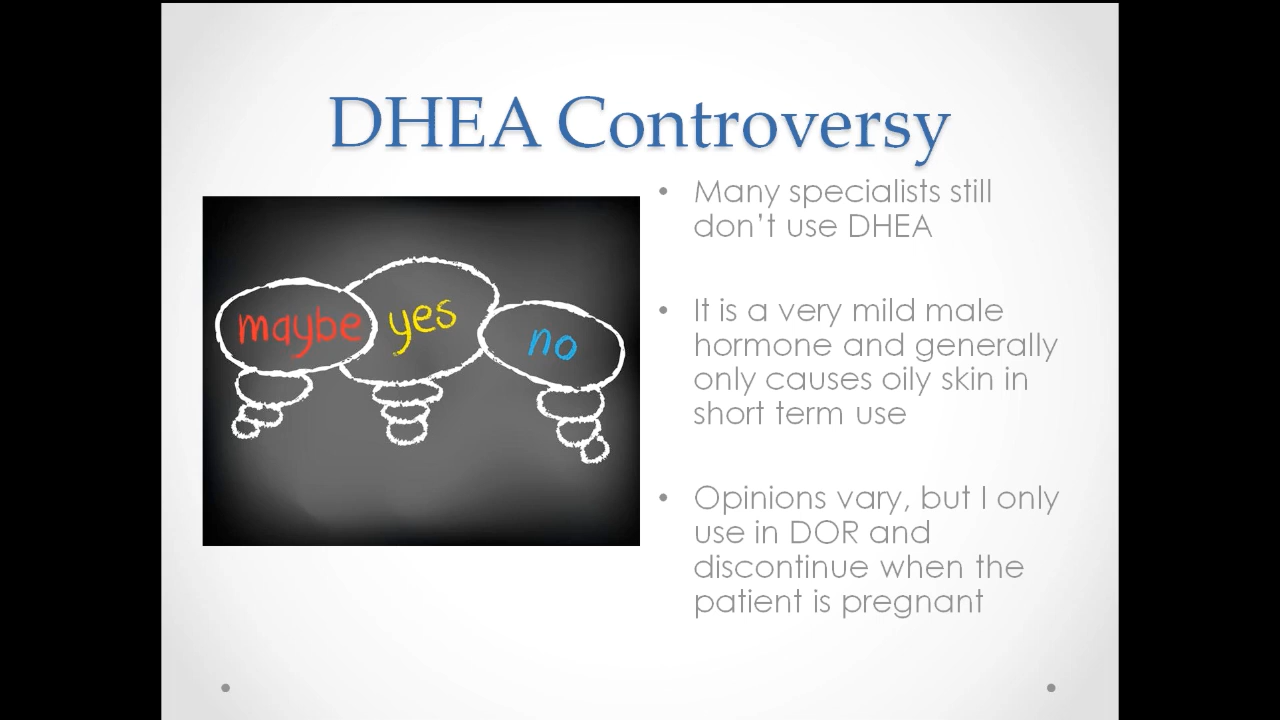 DHEA Controversy
maybe yes no
• Many specialists still
don't use DHEA
• It is a very mild male
hormone and generally
only causes oily skin in
short term use
• Opinions vary, but I only
use in DOR and
discontinue when the
patient is pregnant